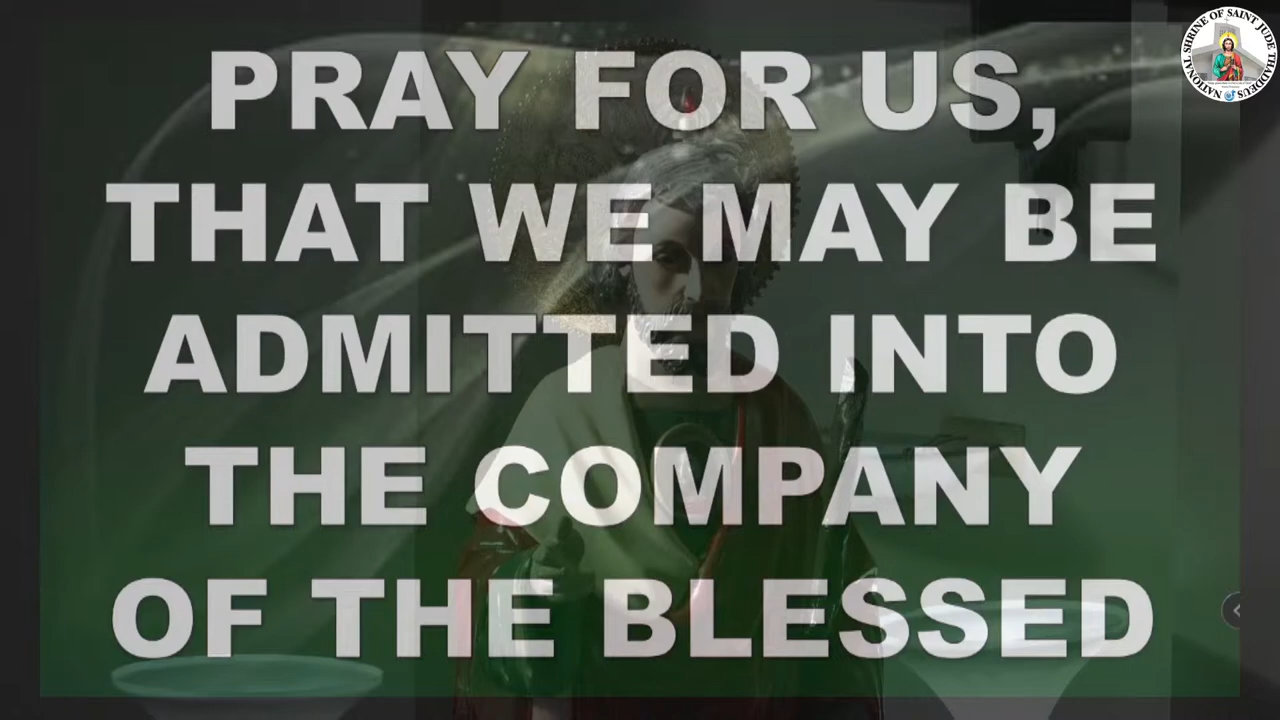 PRAY FOR US,
THAT WE MAY BE
ADMITTED INTO
THE COMPANY
OF THE BLESSED
NATIONAL SHRINE OF SAINT JUDE THADDEUS